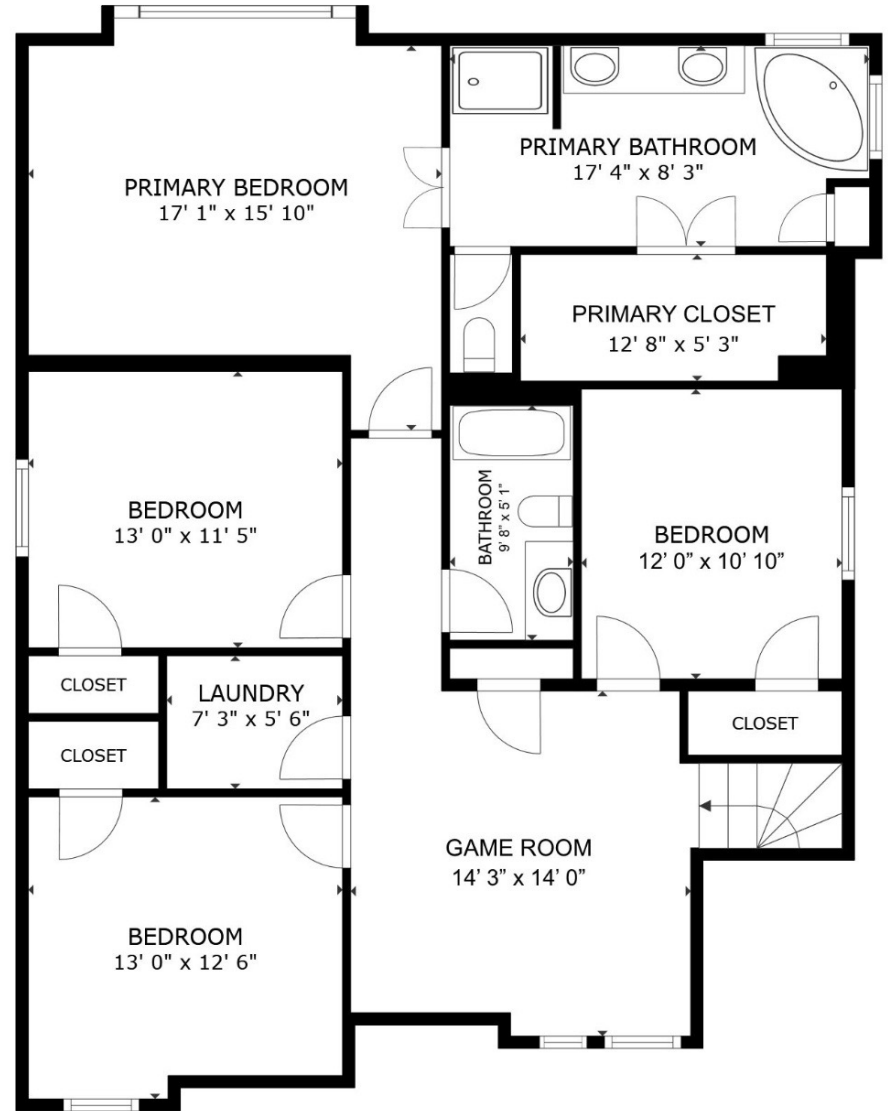 PRIMARY BEDROOM
17' 1" x 15' 10"
PRIMARY BATHROOM
17' 4" x 8' 3"
PRIMARY CLOSET
12' 8" x 5' 3"
BEDROOM
13' 0" x 11' 5"
BATHROOM
9' 8" x 5' 1"
BEDROOM
12' 0” x 10' 10”
CLOSET
LAUNDRY
7' 3" x 5' 6"
CLOSET
CLOSET
GAME ROOM
14’ 3” x 14’ 0”
BEDROOM
13' 0" x 12' 6"